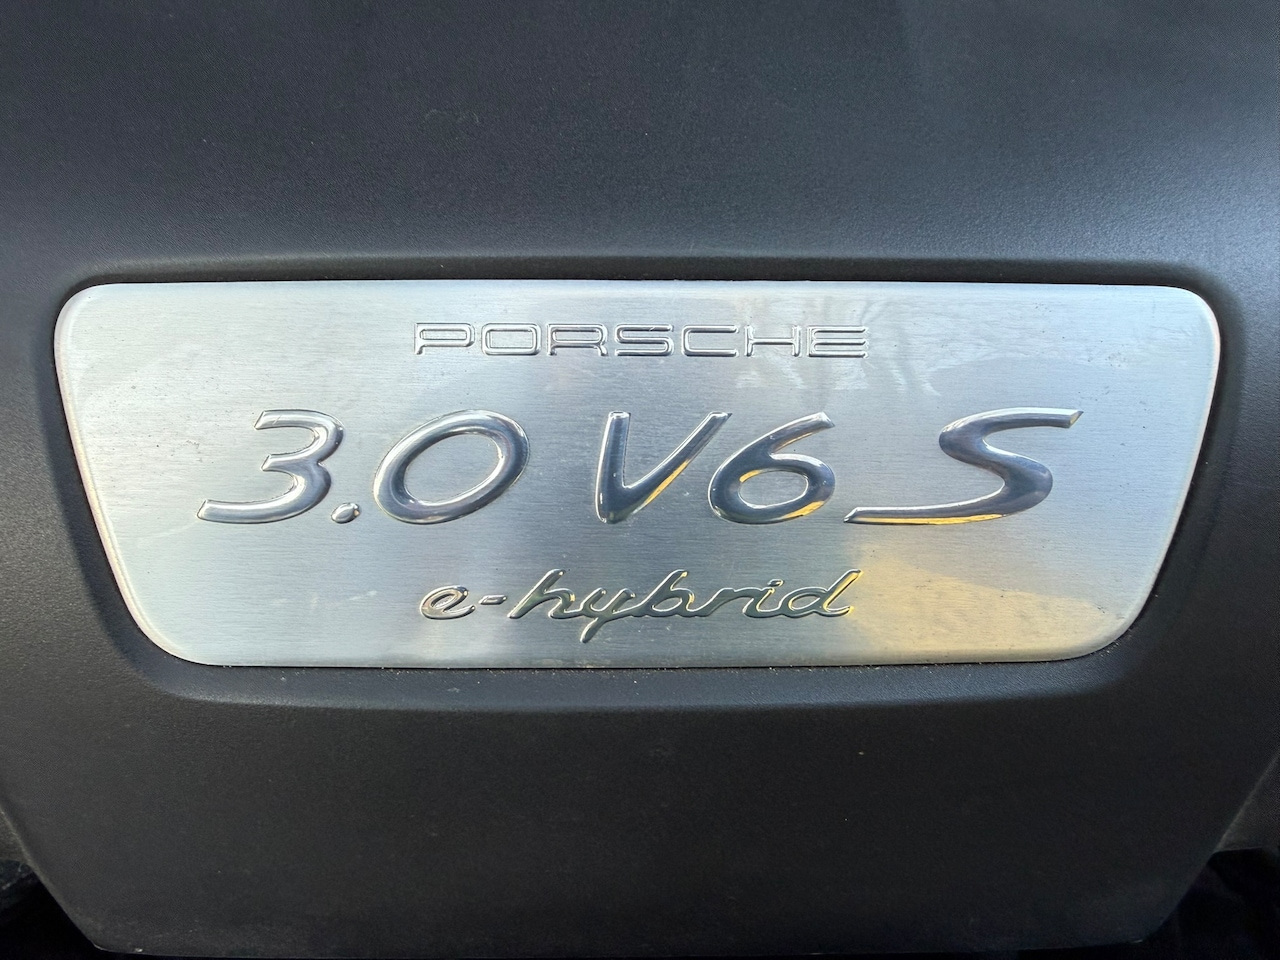 PORSCHE
3.0 V6 S
e-hybrid